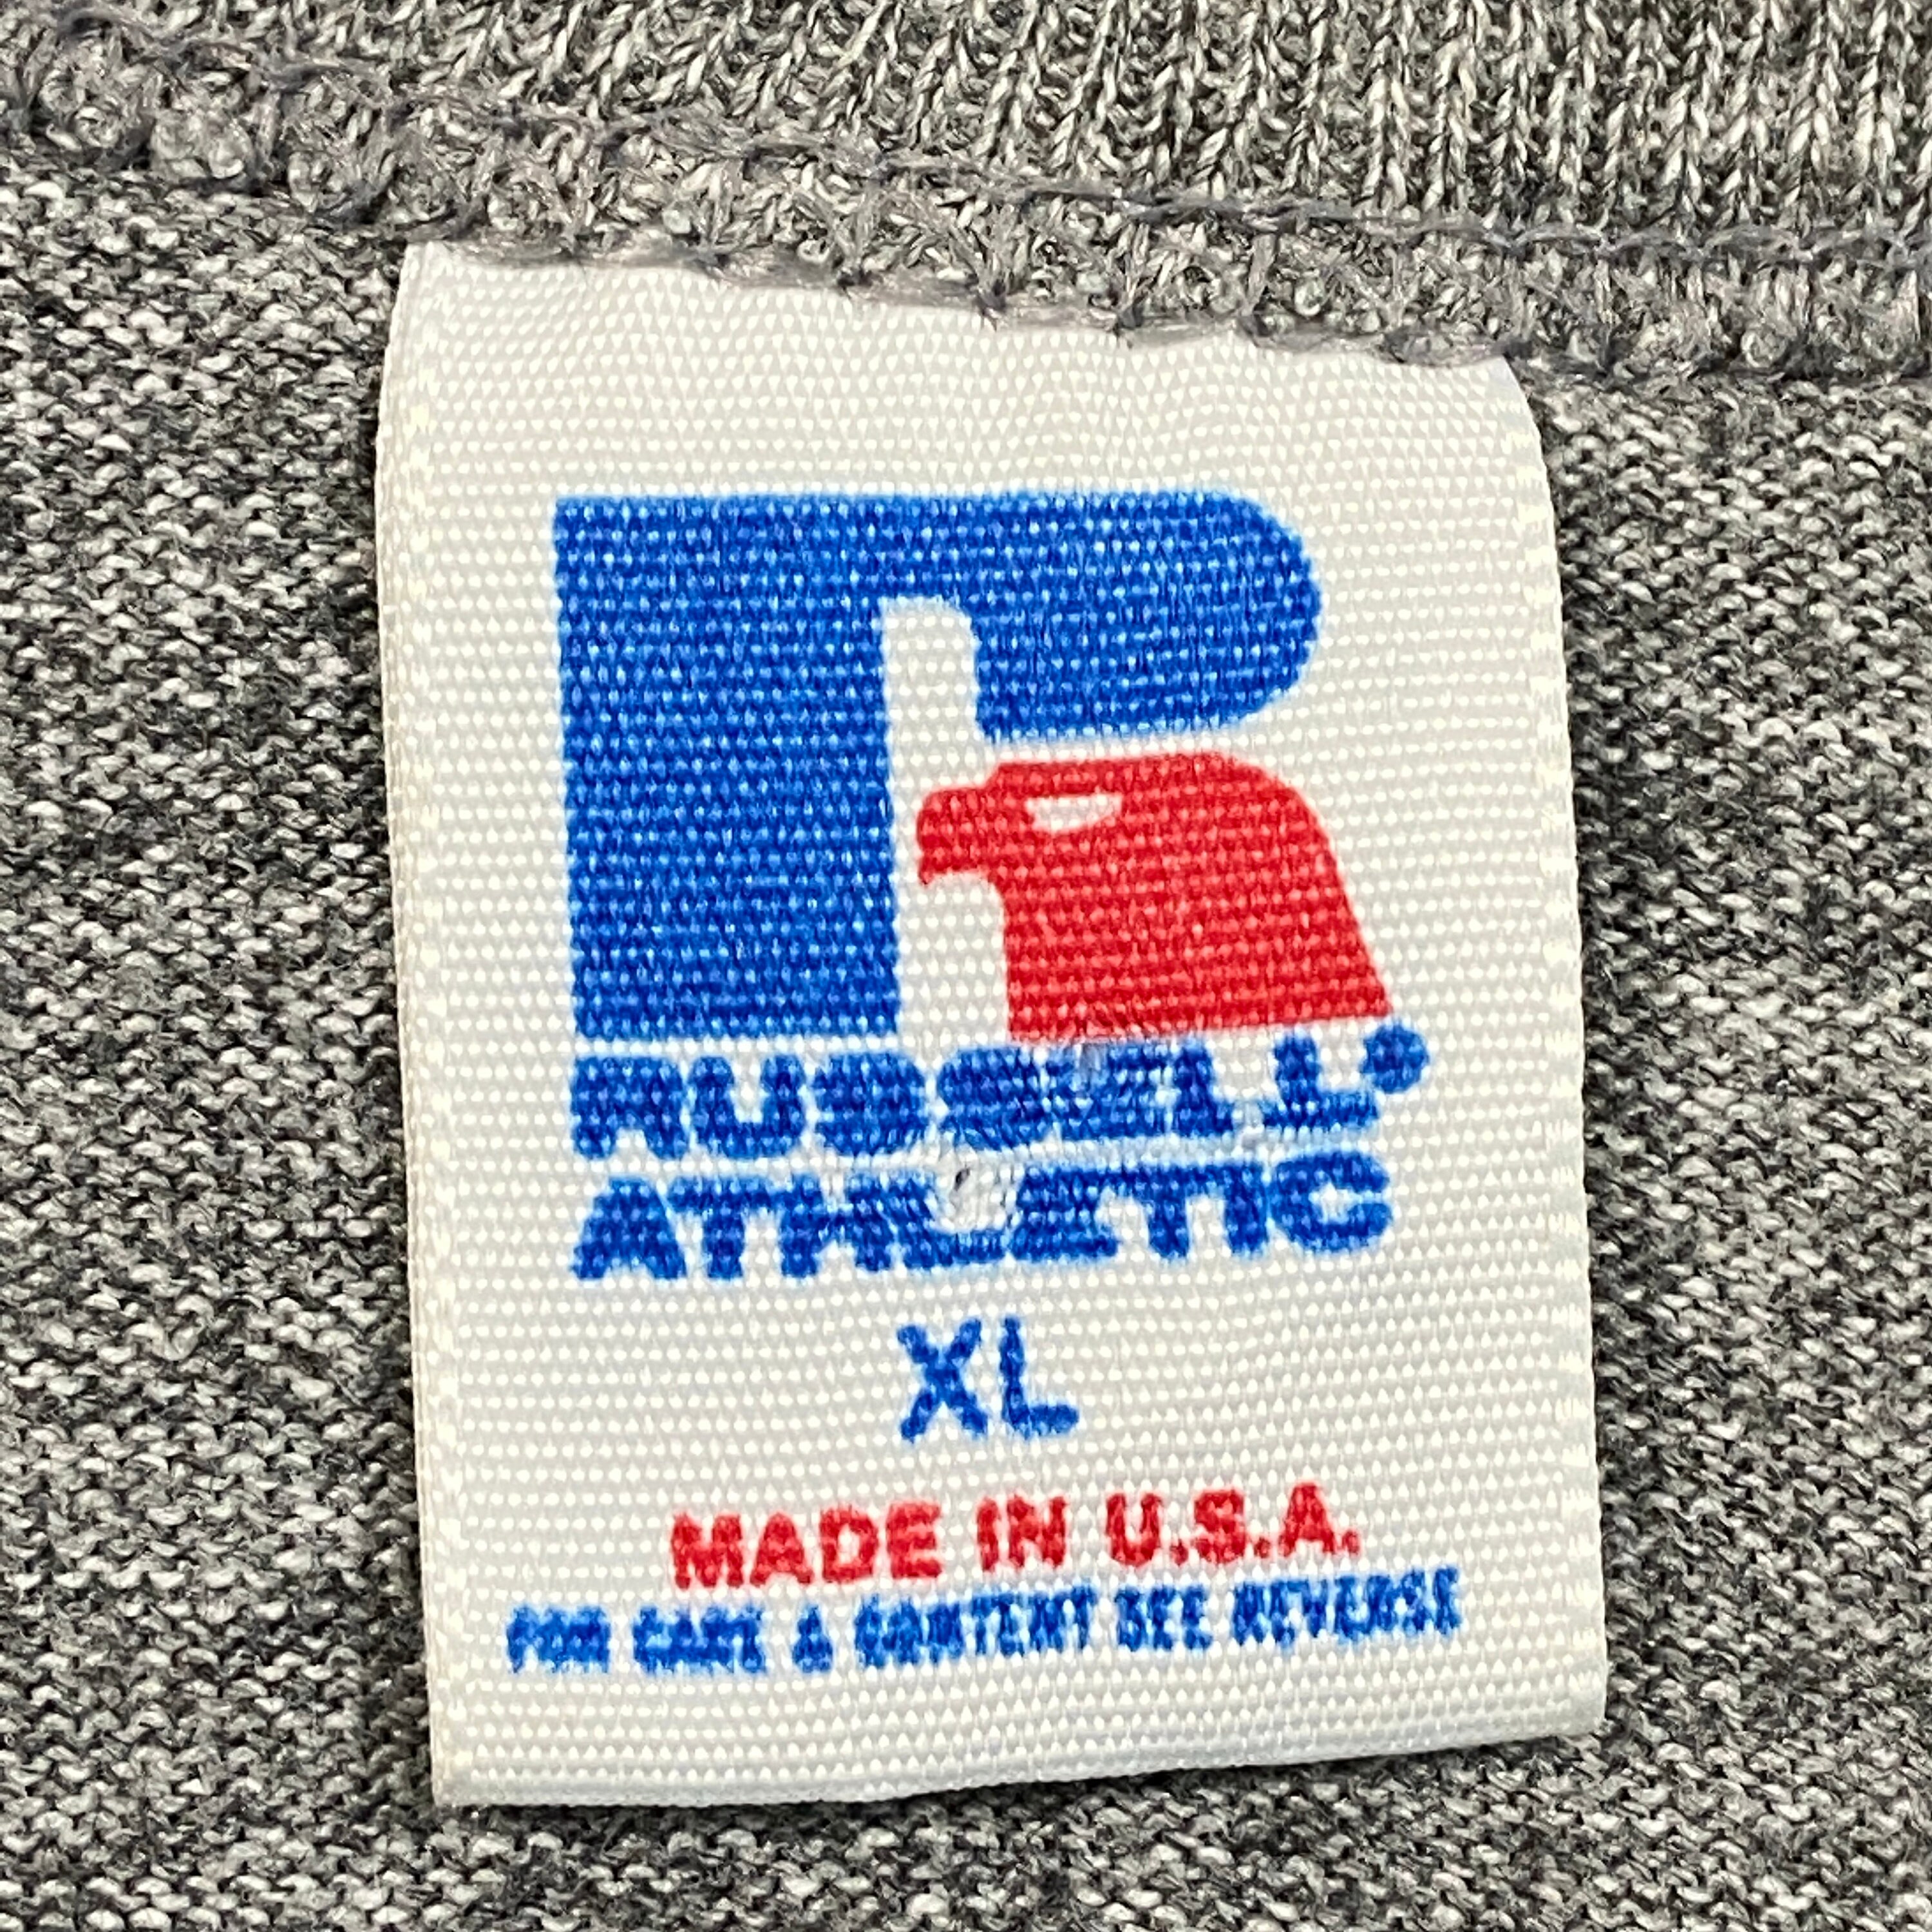 RUSSELL®
ATHLETIC
XL
MADE IN U.S.A.
FOR CARE & CONTENT SEE REVERSE